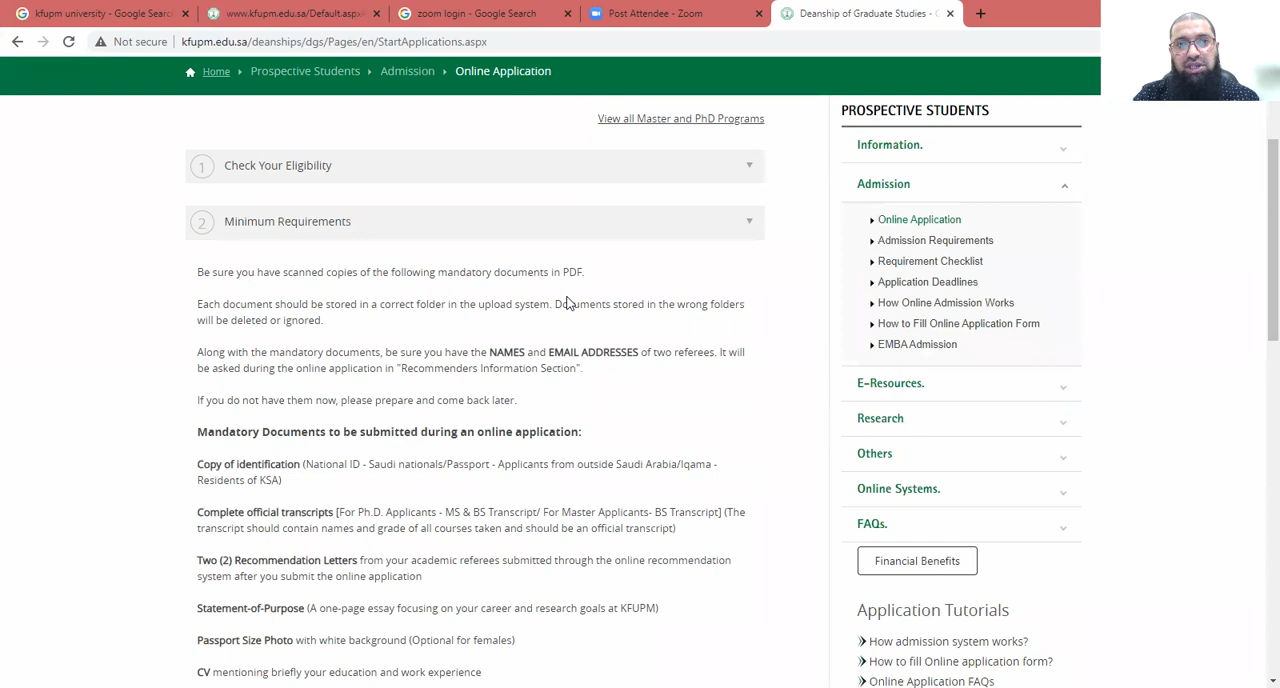 kfupm university - Google Searc
www.kfupm.edu.sa/Default.aspx
zoom login - Google Search
Post Attendee - Zoom
Deanship of Graduate Studies - O
Not secure
kfupm.edu.sa/deanships/dgs/Pages/en/StartApplications.aspx
Home Prospective Students Admission Online Application
View all Master and PhD Programs
1 Check Your Eligibility
2 Minimum Requirements
Be sure you have scanned copies of the following mandatory documents in PDF.
Each document should be stored in a correct folder in the upload system. Documents stored in the wrong folders
will be deleted or ignored.
Along with the mandatory documents, be sure you have the NAMES and EMAIL ADDRESSES of two referees. It will
be asked during the online application in "Recommenders Information Section".
If you do not have them now, please prepare and come back later.
Mandatory Documents to be submitted during an online application:
Copy of identification (National ID - Saudi nationals/Passport - Applicants from outside Saudi Arabia/Iqama -
Residents of KSA)
Complete official transcripts [For Ph.D. Applicants - MS & BS Transcript/ For Master Applicants- BS Transcript] (The
transcript should contain names and grade of all courses taken and should be an official transcript)
Two (2) Recommendation Letters from your academic referees submitted through the online recommendation
system after you submit the online application
Statement-of-Purpose (A one-page essay focusing on your career and research goals at KFUPM)
Passport Size Photo with white background (Optional for females)
CV mentioning briefly your education and work experience
PROSPECTIVE STUDENTS
Information.
Admission
Online Application
Admission Requirements
Requirement Checklist
Application Deadlines
How Online Admission Works
How to Fill Online Application Form
EMBA Admission
E-Resources.
Research
Others
Online Systems.
FAQs.
Financial Benefits
Application Tutorials
How admission system works?
How to fill Online application form?
Online Application FAQs